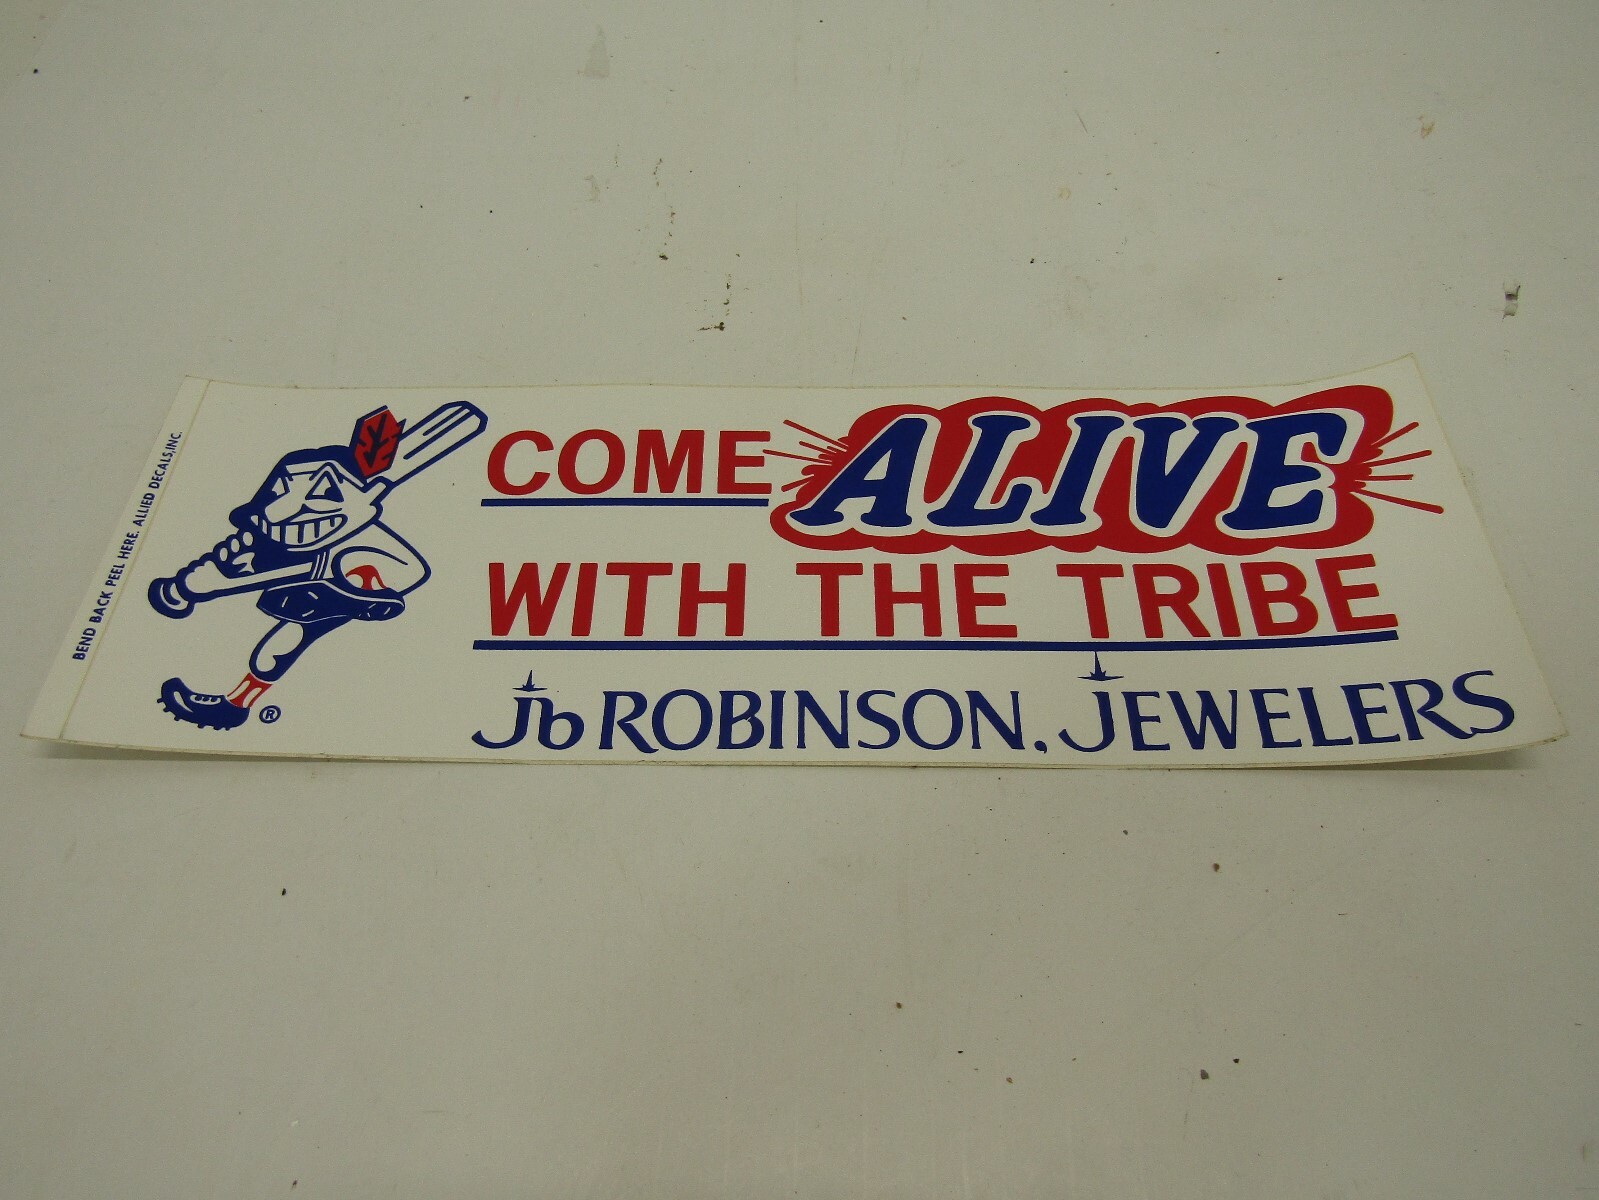 BEND BACK PEEL HERE. ALLIED DECALS, INC.
COME ALIVE
WITH THE TRIBE
Jb ROBINSON. JEWELERS
®